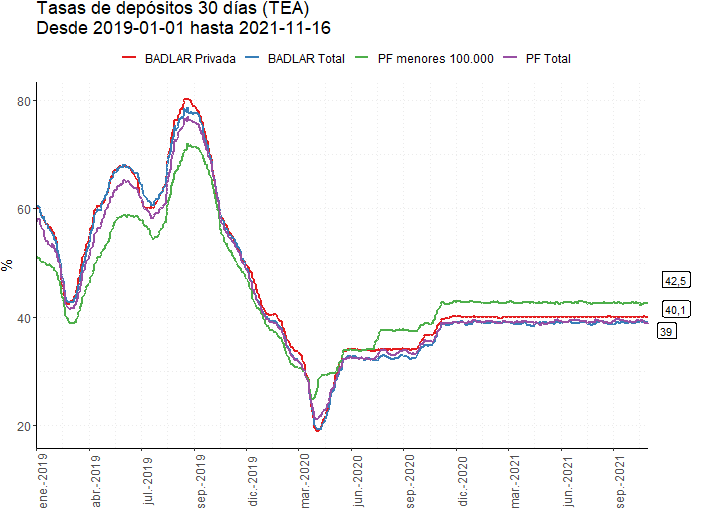 Tasas de depósitos 30 días (TEA)
Desde 2019-01-01 hasta 2021-11-16
BADLAR Privada BADLAR Total PF menores 100.000 PF Total
%
80
60
40
20
42,5
40,1
39
ene.-2019
abr.-2019
jul.-2019
sep.-2019
dic.-2019
mar.-2020
jun.-2020
sep.-2020
dic.-2020
mar.-2021
jun.-2021
sep.-2021